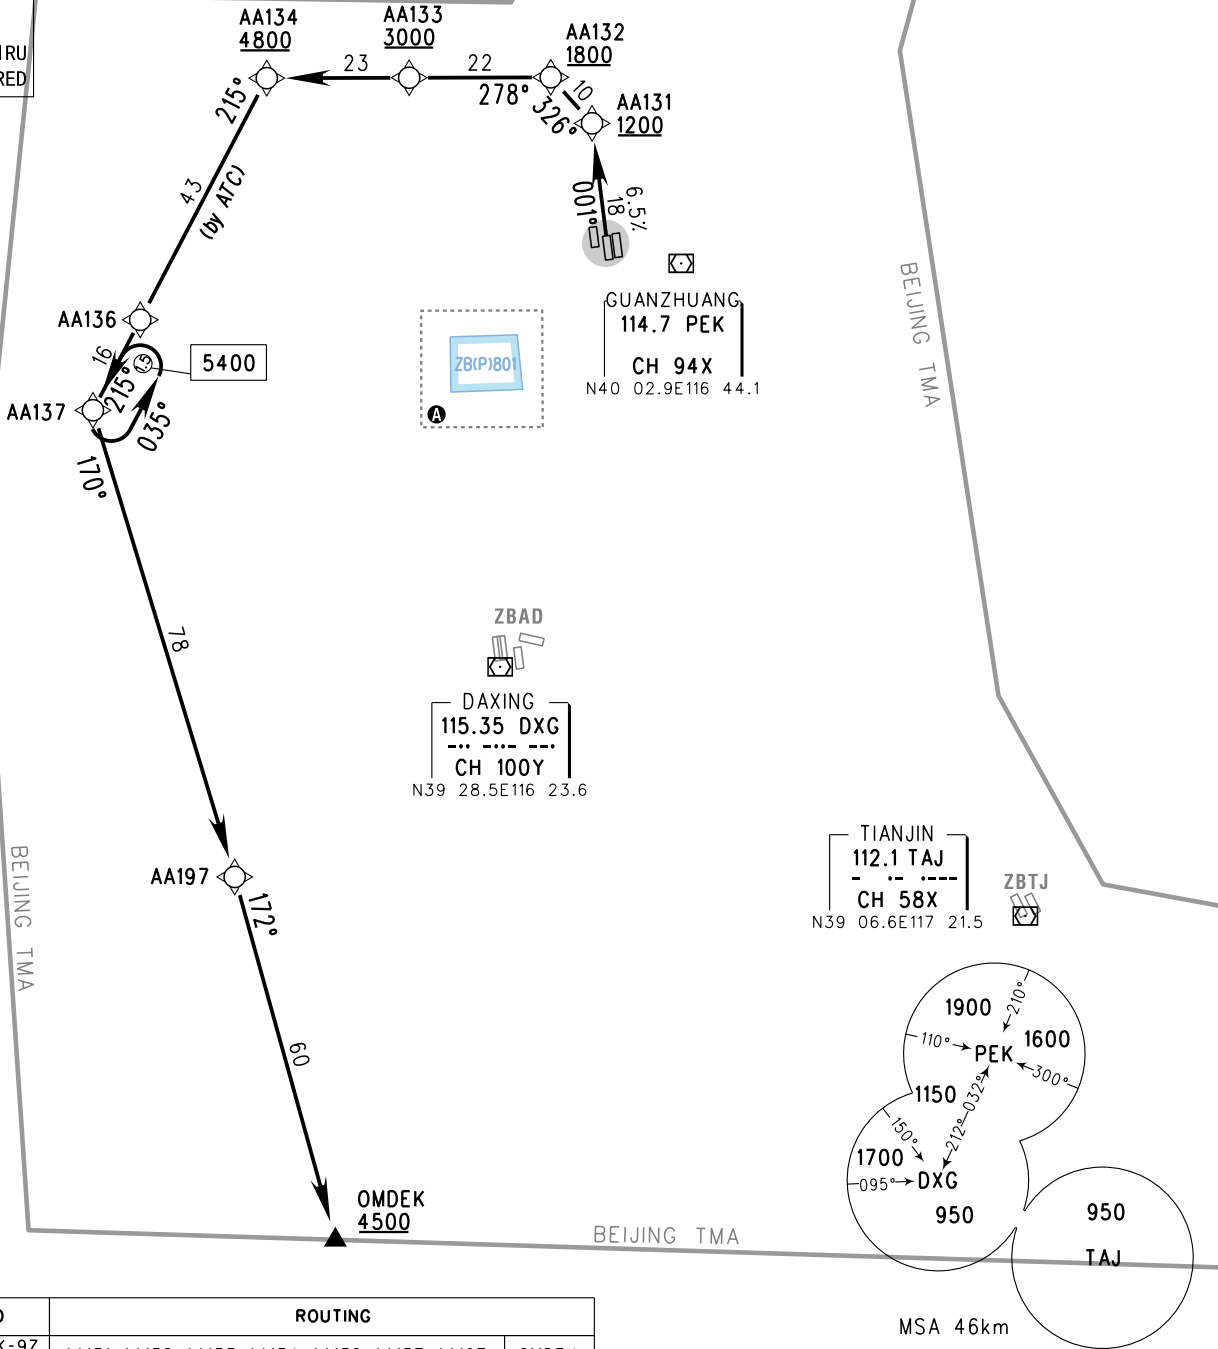 AA134
4800
AA133
3000
AA132
1800
AA131
1200
RED
23
22
10
278°
326°
215°
43
(by ATC)
001°
18
6.5%
GUANZHUANG
114.7 PEK
CH 94X
N40 02.9E116 44.1
BEIJING TMA
AA136
16
215°
1.5
5400
AA137
035°
170°
ZB(P)801
A
78
ZBAD
DAXING
115.35 DXG
CH 100Y
N39 28.5E116 23.6
TIANJIN
112.1 TAJ
CH 58X
N39 06.6E117 21.5
ZBTJ
BEIJING TMA
AA197
172°
60
OMDEK
4500
BEIJING TMA
1900
210°
110°
PEK
1600
300°
1150
032°
212°
150°
1700
095°
DXG
950
950
TAJ
MSA 46km
ROUTING